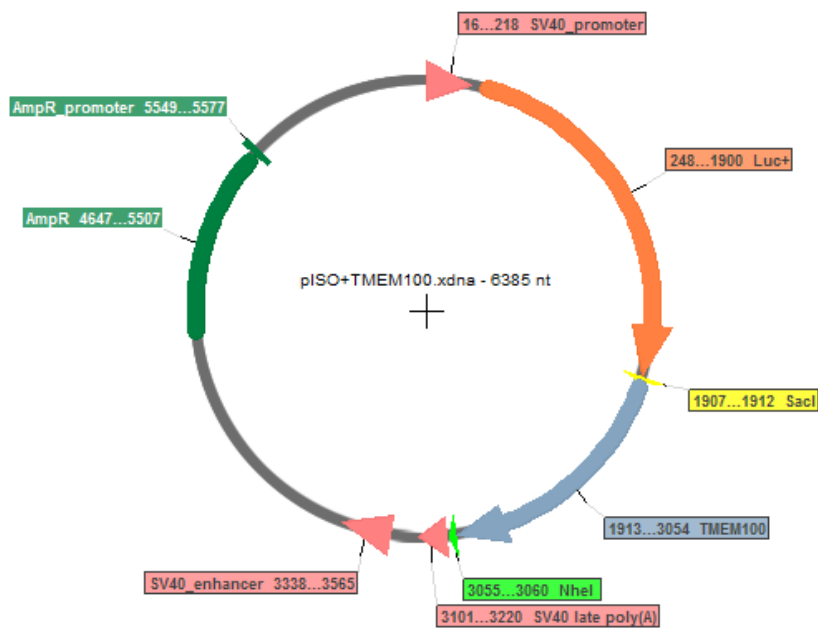 16...218 SV40_promoter
AmpR_promoter 5549...5577
248...1900 Luc+
AmpR 4647...5507
pISO+TMEM100.xdna - 6385 nt
1907...1912 SacI
1913...3054 TMEM100
SV40_enhancer 3338...3565
3055...3060 NheI
3101...3220 SV40 late poly(A)